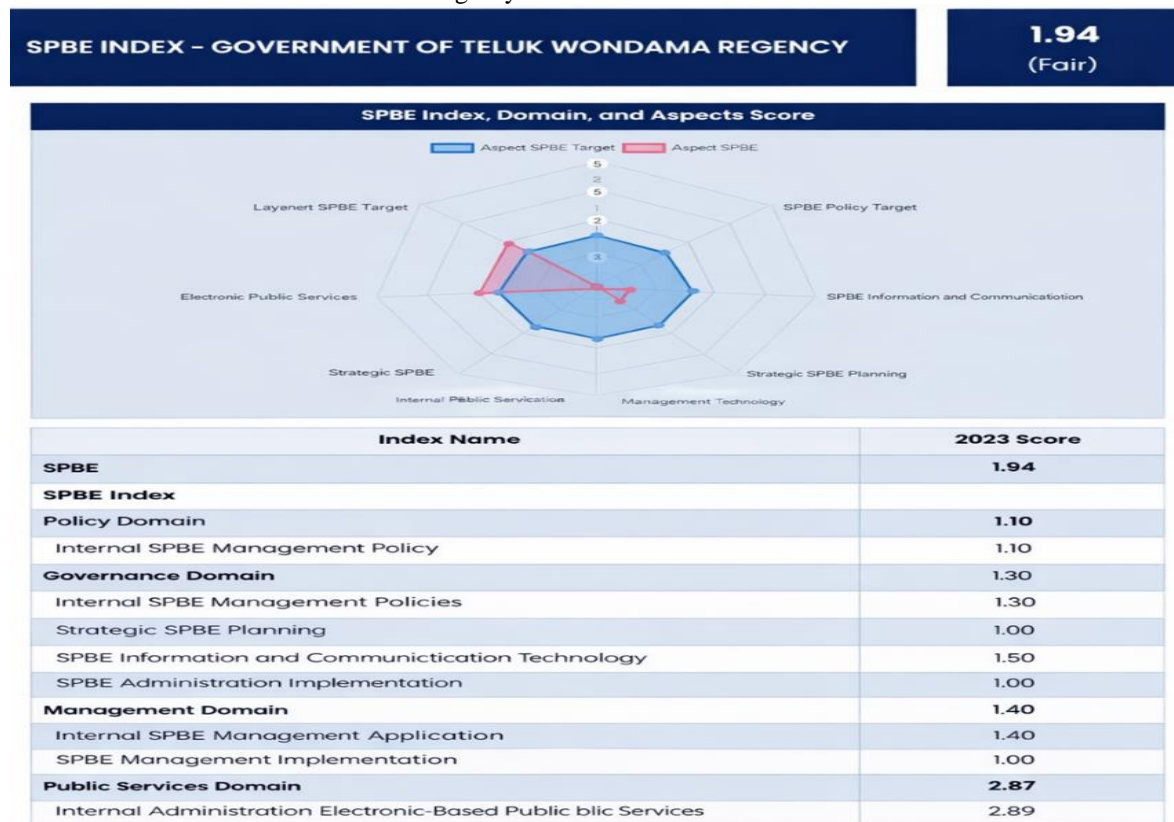 SPBE INDEX – GOVERNMENT OF TELUK WONDAMA REGENCY
1.94
(Fair)
SPBE Index, Domain, and Aspects Score
Aspect SPBE Target Aspect SPBE
5
2
5
1
2
3
Layanert SPBE Target
SPBE Policy Target
Electronic Public Services
SPBE Information and Communicatiotion
Strategic SPBE
Strategic SPBE Planning
Internal Public Servication
Management Technology
Index Name 2023 Score
SPBE 1.94
SPBE Index
Policy Domain 1.10
Internal SPBE Management Policy 1.10
Governance Domain 1.30
Internal SPBE Management Policies 1.30
Strategic SPBE Planning 1.00
SPBE Information and Communictication Technology 1.50
SPBE Administration Implementation 1.00
Management Domain 1.40
Internal SPBE Management Application 1.40
SPBE Management Implementation 1.00
Public Services Domain 2.87
Internal Administration Electronic-Based Public blic Services 2.89